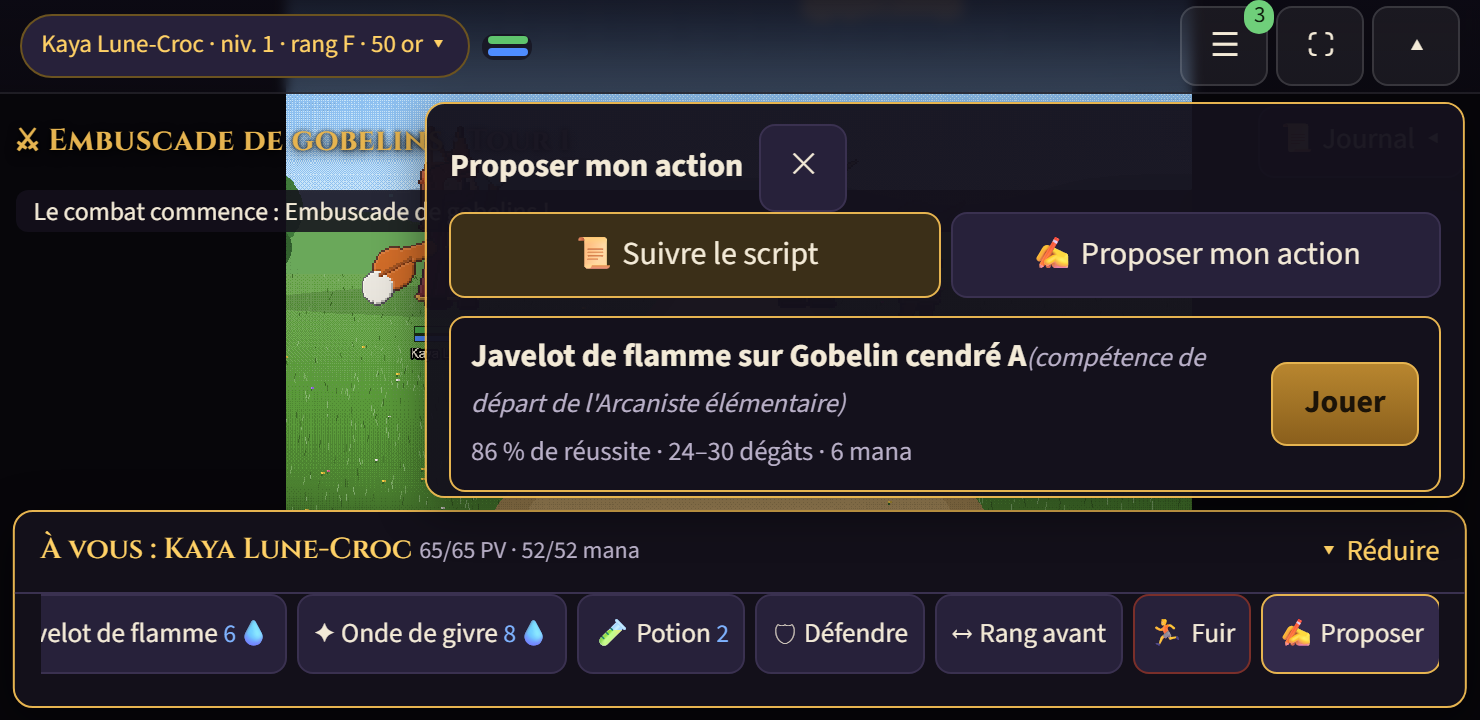 Kaya Lune-Croc · niv. 1 · rang F · 50 or ▼
☰ 3
▲
⚔ Embuscade de gobelins
Journal ◂
Le combat commence : Embuscade de gobelins !
Proposer mon action ×
📜 Suivre le script
✍ Proposer mon action
Javelot de flamme sur Gobelin cendré A(compétence de
départ de l'Arcaniste élémentaire)
86 % de réussite · 24–30 dégâts · 6 mana
Jouer
À vous : Kaya Lune-Croc 65/65 PV · 52/52 mana
▼ Réduire
velot de flamme 6 💧
✦ Onde de givre 8 💧
🧪 Potion 2
🛡 Défendre
↔ Rang avant
🏃 Fuir
✍ Proposer